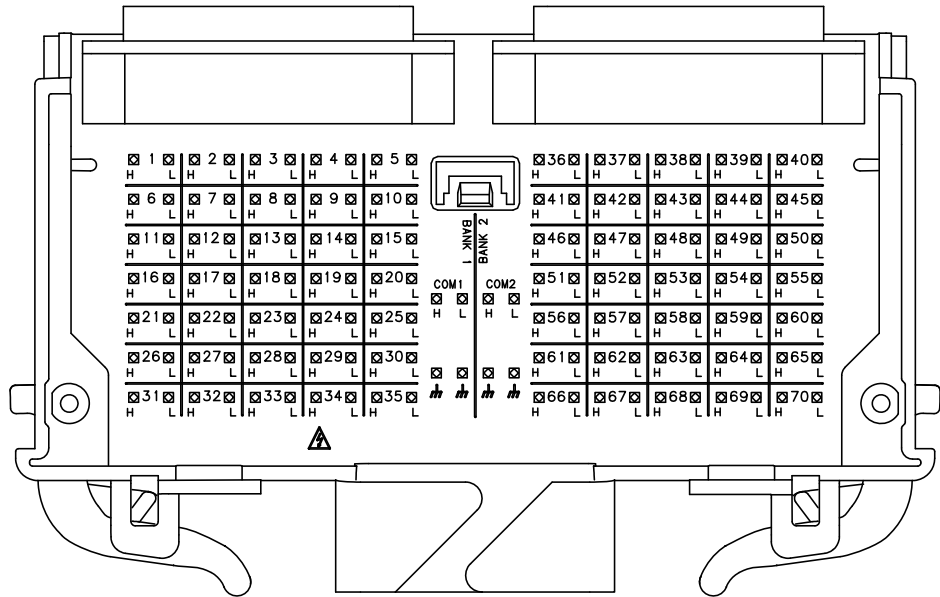 1 2 3 4 5 36 37 38 39 40
H L H L H L H L H L H L H L H L H L H L
6 7 8 9 10 41 42 43 44 45
H L H L H L H L H L H L H L H L H L H L
BANK 1
BANK 2
11 12 13 14 15 46 47 48 49 50
H L H L H L H L H L H L H L H L H L H L
16 17 18 19 20 COM1 COM2 51 52 53 54 55
H L H L H L H L H L H L H L H L H L H L H L H L
21 22 23 24 25 56 57 58 59 60
H L H L H L H L H L H L H L H L H L H L
26 27 28 29 30 61 62 63 64 65
H L H L H L H L H L H L H L H L H L H L
31 32 33 34 35 66 67 68 69 70
H L H L H L H L H L H L H L H L H L H L